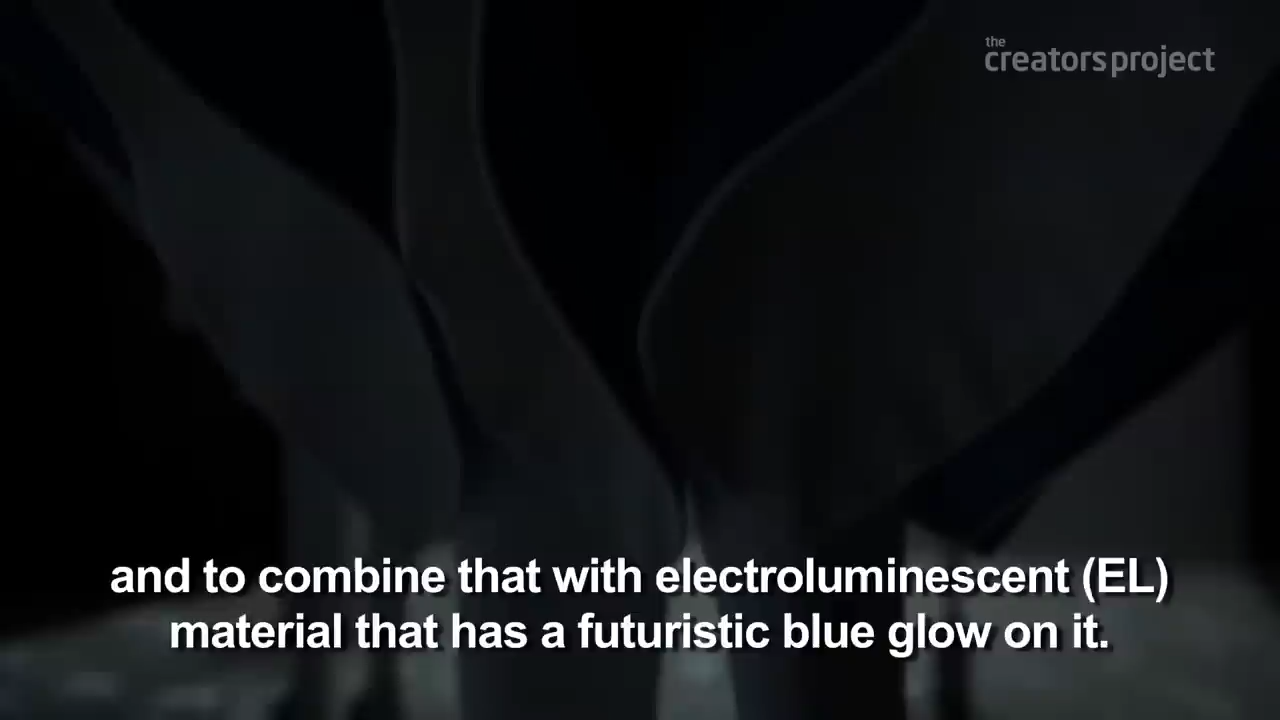 the
creatorsproject
and to combine that with electroluminescent (EL)
material that has a futuristic blue glow on it.